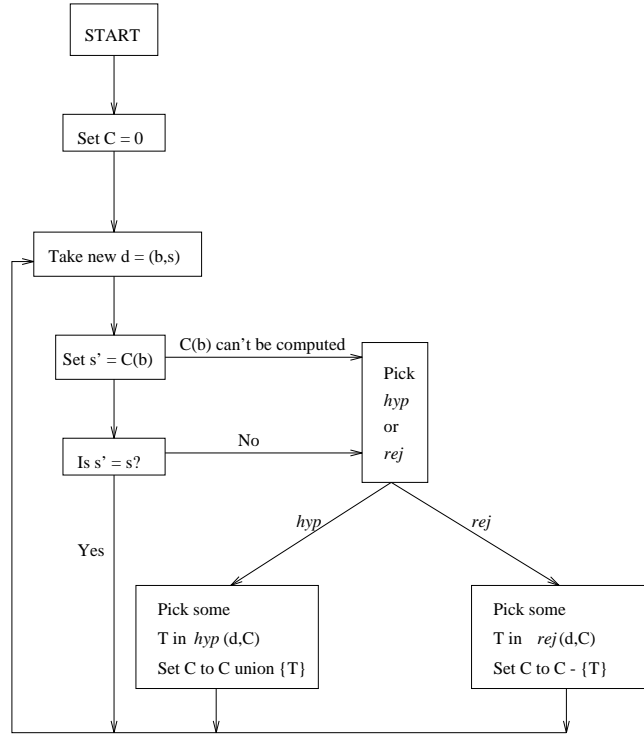 START
Set C = 0
Take new d = (b,s)
Set s' = C(b)
C(b) can't be computed
Pick
hyp
or
rej
Is s' = s?
No
Yes
hyp
rej
Pick some
T in hyp (d,C)
Set C to C union {T}
Pick some
T in rej (d,C)
Set C to C - {T}